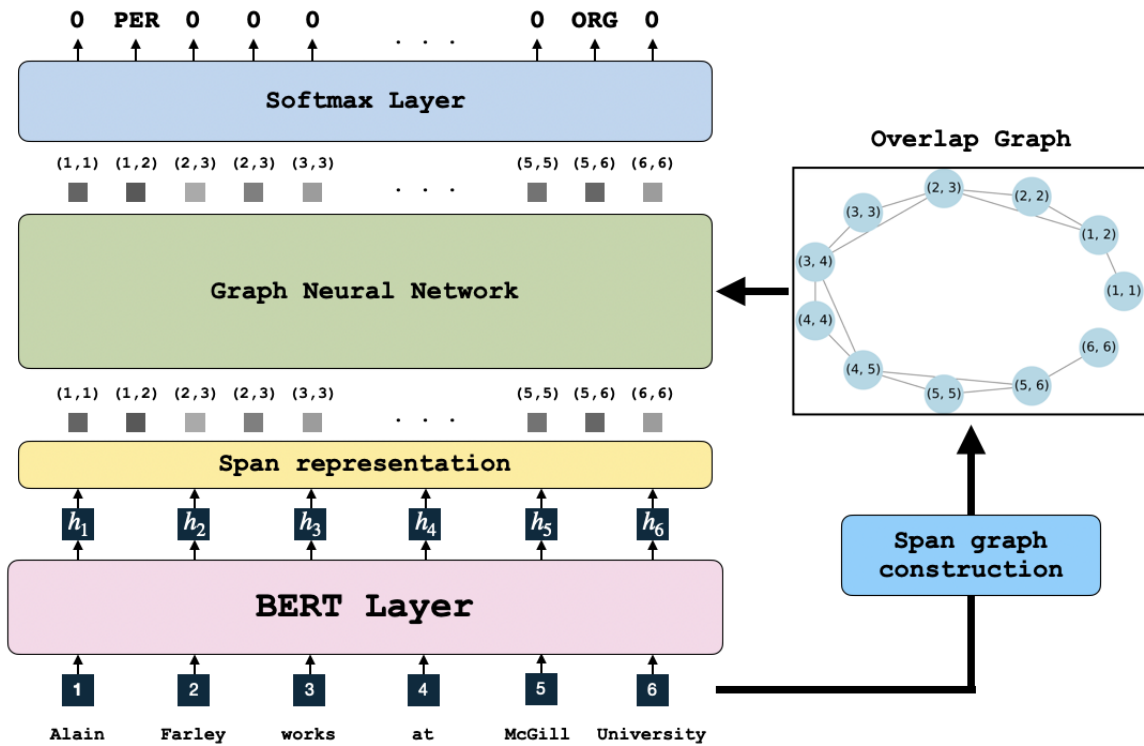 0 PER 0 0 0 . . . 0 ORG 0
Softmax Layer
(1,1) (1,2) (2,3) (2,3) (3,3) . . . (5,5) (5,6) (6,6)
Graph Neural Network
(1,1) (1,2) (2,3) (2,3) (3,3) . . . (5,5) (5,6) (6,6)
Span representation
h1 h2 h3 h4 h5 h6
BERT Layer
1 2 3 4 5 6
Alain Farley works at McGill University
Overlap Graph
(2, 3)
(2, 2)
(3, 3)
(1, 2)
(3, 4)
(1, 1)
(4, 4)
(6, 6)
(4, 5)
(5, 6)
(5, 5)
Span graph
construction